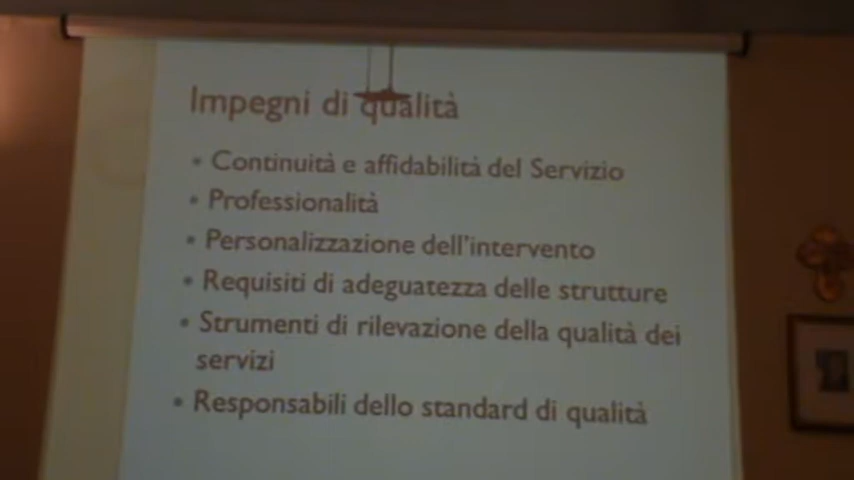 Impegni di qualità
• Continuità e affidabilità del Servizio
• Professionalità
• Personalizzazione dell'intervento
• Requisiti di adeguatezza delle strutture
• Strumenti di rilevazione della qualità dei
servizi
• Responsabili dello standard di qualità